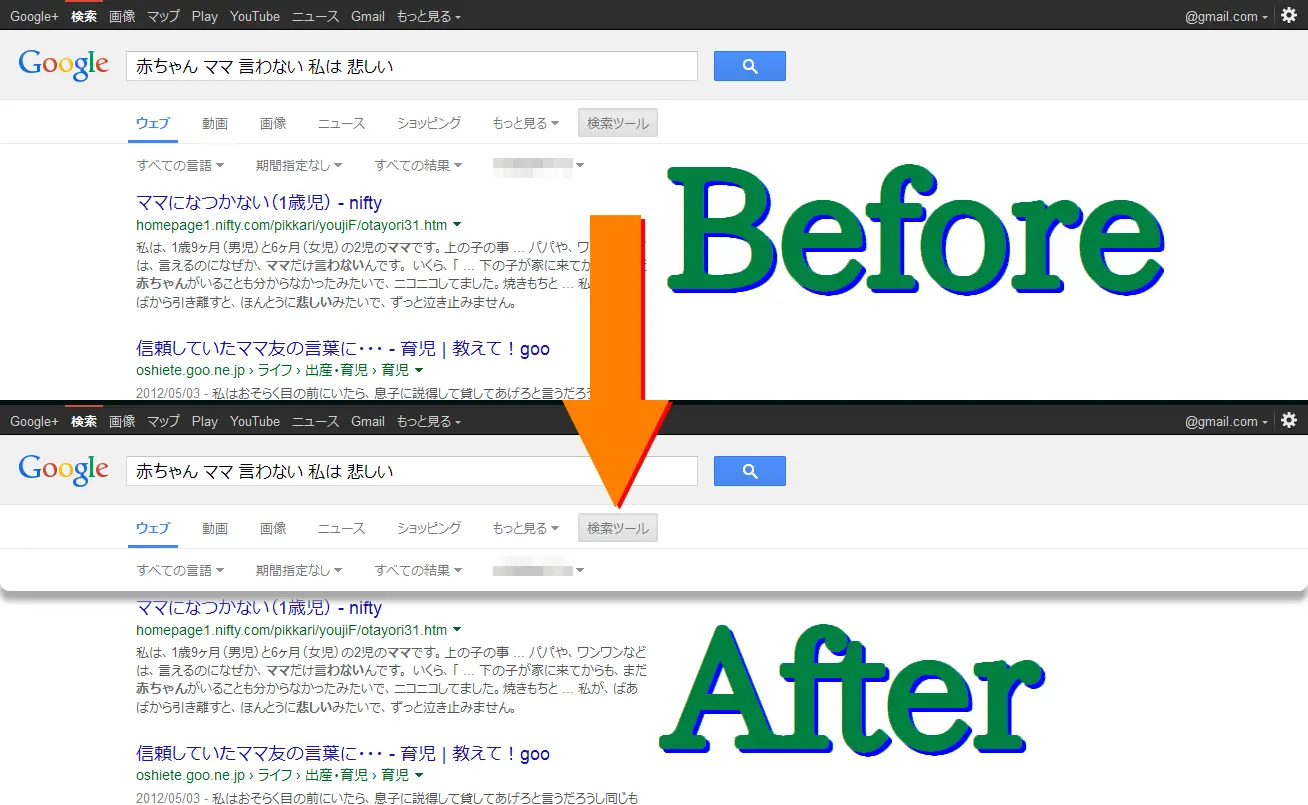 Google+ 検索 画像 マップ Play YouTube ニュース Gmail もっと見る @gmail.com
Google 赤ちゃん ママ 言わない 私は 悲しい
ウェブ 動画 画像 ニュース ショッピング もっと見る 検索ツール
すべての言語 期間指定なし すべての結果
Before
ママになつかない（1歳児） - nifty
homepage1.nifty.com/pikkari/youjiF/otayori31.htm
私は、1歳9ヶ月（男児）と6ヶ月（女児）の2児のママです。上の子の事 ... パパや、ワ
は、言えるのになぜか、ママだけ言わないんです。 いくら、「 ... 下の子が家に来てか だ
赤ちゃんがいることも分からなかったみたいで、ニコニコしてました。焼きもちと ... 私
ばから引き離すと、ほんとうに悲しいみたいで、ずっと泣き止みません。
信頼していたママ友の言葉に・・・ - 育児 | 教えて！goo
oshiete.goo.ne.jp › ライフ › 出産・育児 › 育児
2012/05/03 - 私はおそらく目の前にいたら、息子に説得して貸してあげろと言うだろ
Google+ 検索 画像 マップ Play YouTube ニュース Gmail もっと見る @gmail.com
Google 赤ちゃん ママ 言わない 私は 悲しい
ウェブ 動画 画像 ニュース ショッピング もっと見る 検索ツール
すべての言語 期間指定なし すべての結果
ママになつかない（1歳児） - nifty
homepage1.nifty.com/pikkari/youjiF/otayori31.htm
私は、1歳9ヶ月（男児）と6ヶ月（女児）の2児のママです。上の子の事 ... パパや、ワンワンなど
は、言えるのになぜか、ママだけ言わないんです。 いくら、「 ... 下の子が家に来てからも、まだ
赤ちゃんがいることも分からなかったみたいで、ニコニコしてました。焼きもちと ... 私が、ばあ
ばから引き離すと、ほんとうに悲しいみたいで、ずっと泣き止みません。
After
信頼していたママ友の言葉に・・・ - 育児 | 教えて！goo
oshiete.goo.ne.jp › ライフ › 出産・育児 › 育児
2012/05/03 - 私はおそらく目の前にいたら、息子に説得して貸してあげろと言うだろうし同じも